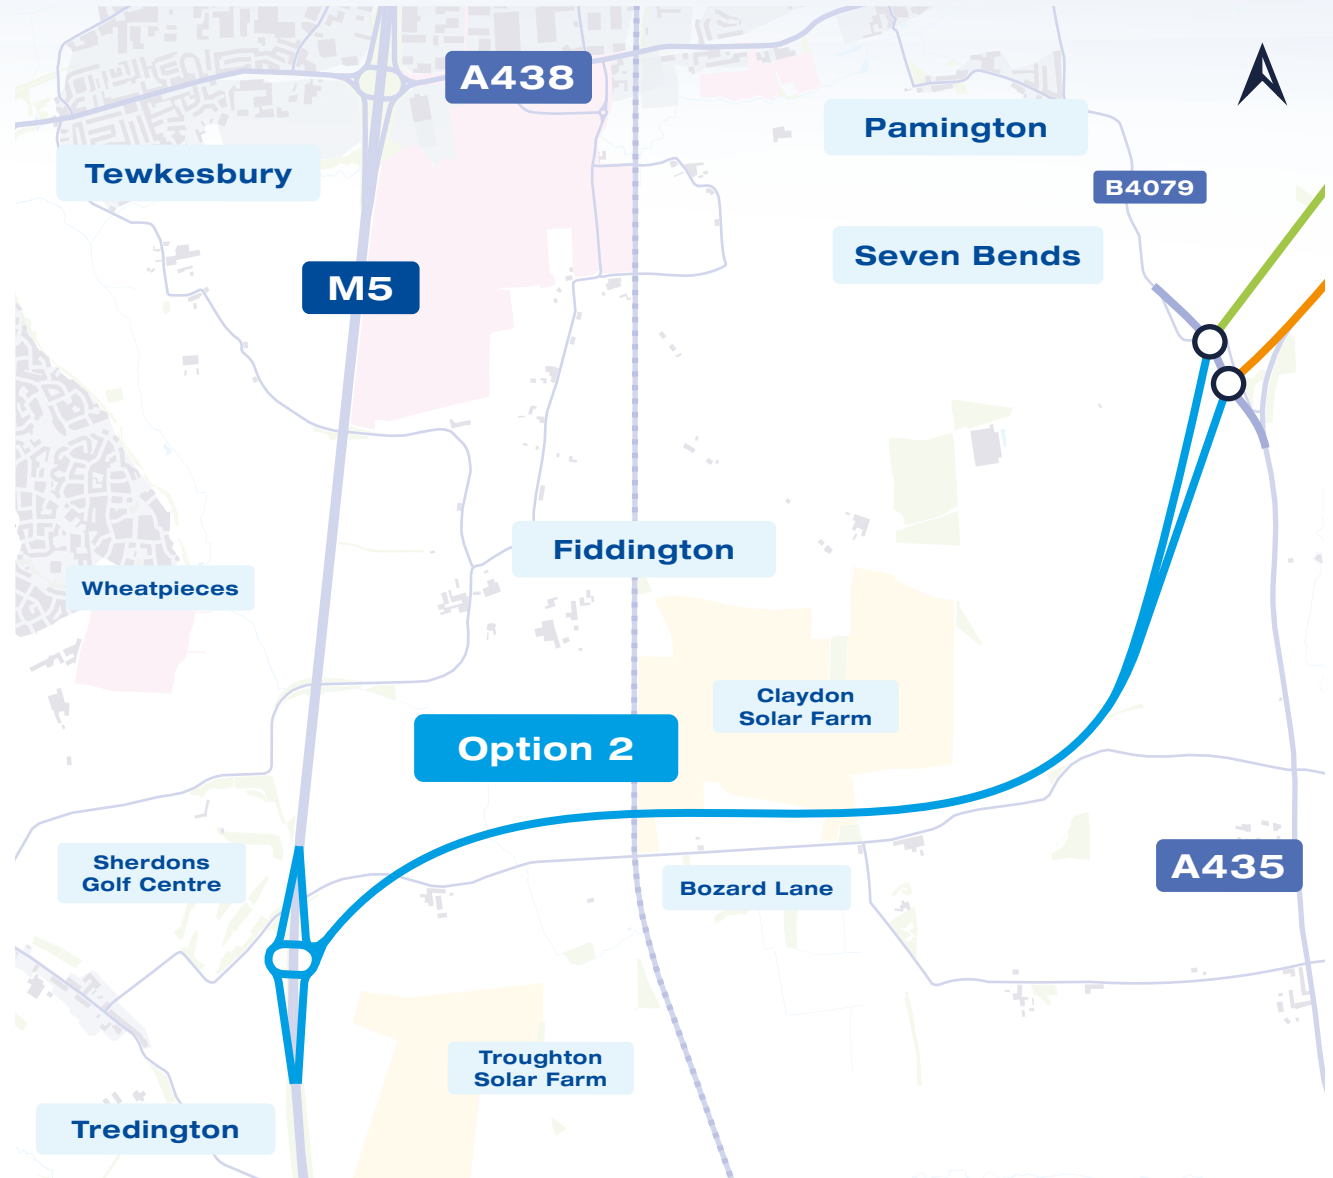 A438
Pamington
Tewkesbury
B4079
Seven Bends
M5
Fiddington
Wheatpieces
Claydon
Solar Farm
Option 2
Sherdons
Golf Centre
A435
Bozard Lane
Troughton
Solar Farm
Tredington